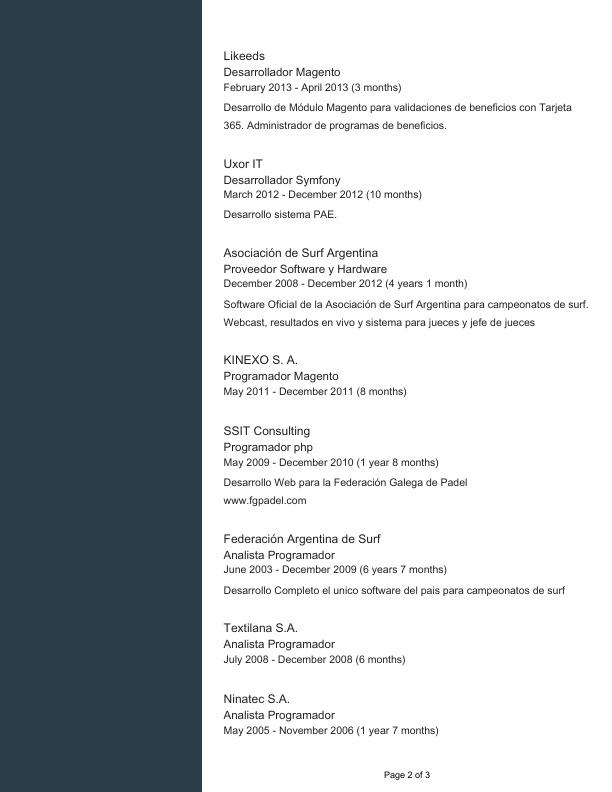 Likeeds
Desarrollador Magento
February 2013 - April 2013 (3 months)
Desarrollo de Módulo Magento para validaciones de beneficios con Tarjeta
365. Administrador de programas de beneficios.
Uxor IT
Desarrollador Symfony
March 2012 - December 2012 (10 months)
Desarrollo sistema PAE.
Asociación de Surf Argentina
Proveedor Software y Hardware
December 2008 - December 2012 (4 years 1 month)
Software Oficial de la Asociación de Surf Argentina para campeonatos de surf.
Webcast, resultados en vivo y sistema para jueces y jefe de jueces
KINEXO S. A.
Programador Magento
May 2011 - December 2011 (8 months)
SSIT Consulting
Programador php
May 2009 - December 2010 (1 year 8 months)
Desarrollo Web para la Federación Galega de Padel
www.fgpadel.com
Federación Argentina de Surf
Analista Programador
June 2003 - December 2009 (6 years 7 months)
Desarrollo Completo el unico software del pais para campeonatos de surf
Textilana S.A.
Analista Programador
July 2008 - December 2008 (6 months)
Ninatec S.A.
Analista Programador
May 2005 - November 2006 (1 year 7 months)
Page 2 of 3